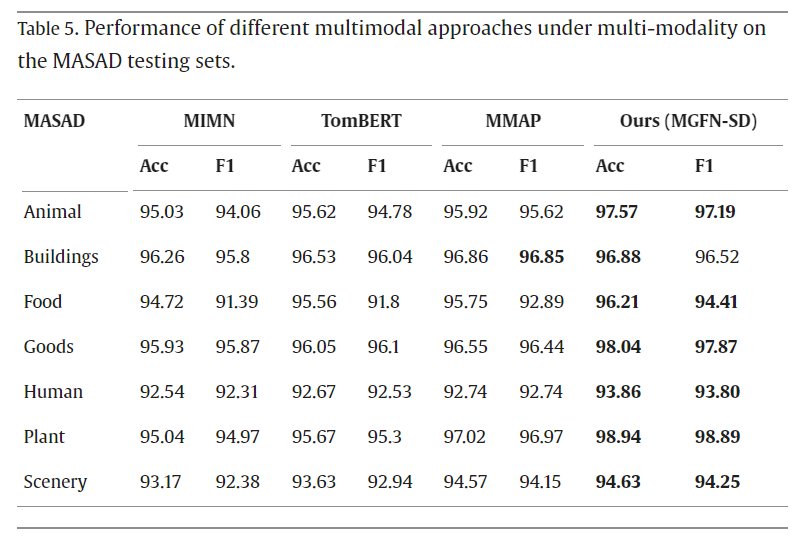 Table 5. Performance of different multimodal approaches under multi-modality on
the MASAD testing sets.
MASAD MIMN TomBERT MMAP Ours (MGFN-SD)
Acc F1 Acc F1 Acc F1 Acc F1
Animal 95.03 94.06 95.62 94.78 95.92 95.62 97.57 97.19
Buildings 96.26 95.8 96.53 96.04 96.86 96.85 96.88 96.52
Food 94.72 91.39 95.56 91.8 95.75 92.89 96.21 94.41
Goods 95.93 95.87 96.05 96.1 96.55 96.44 98.04 97.87
Human 92.54 92.31 92.67 92.53 92.74 92.74 93.86 93.80
Plant 95.04 94.97 95.67 95.3 97.02 96.97 98.94 98.89
Scenery 93.17 92.38 93.63 92.94 94.57 94.15 94.63 94.25